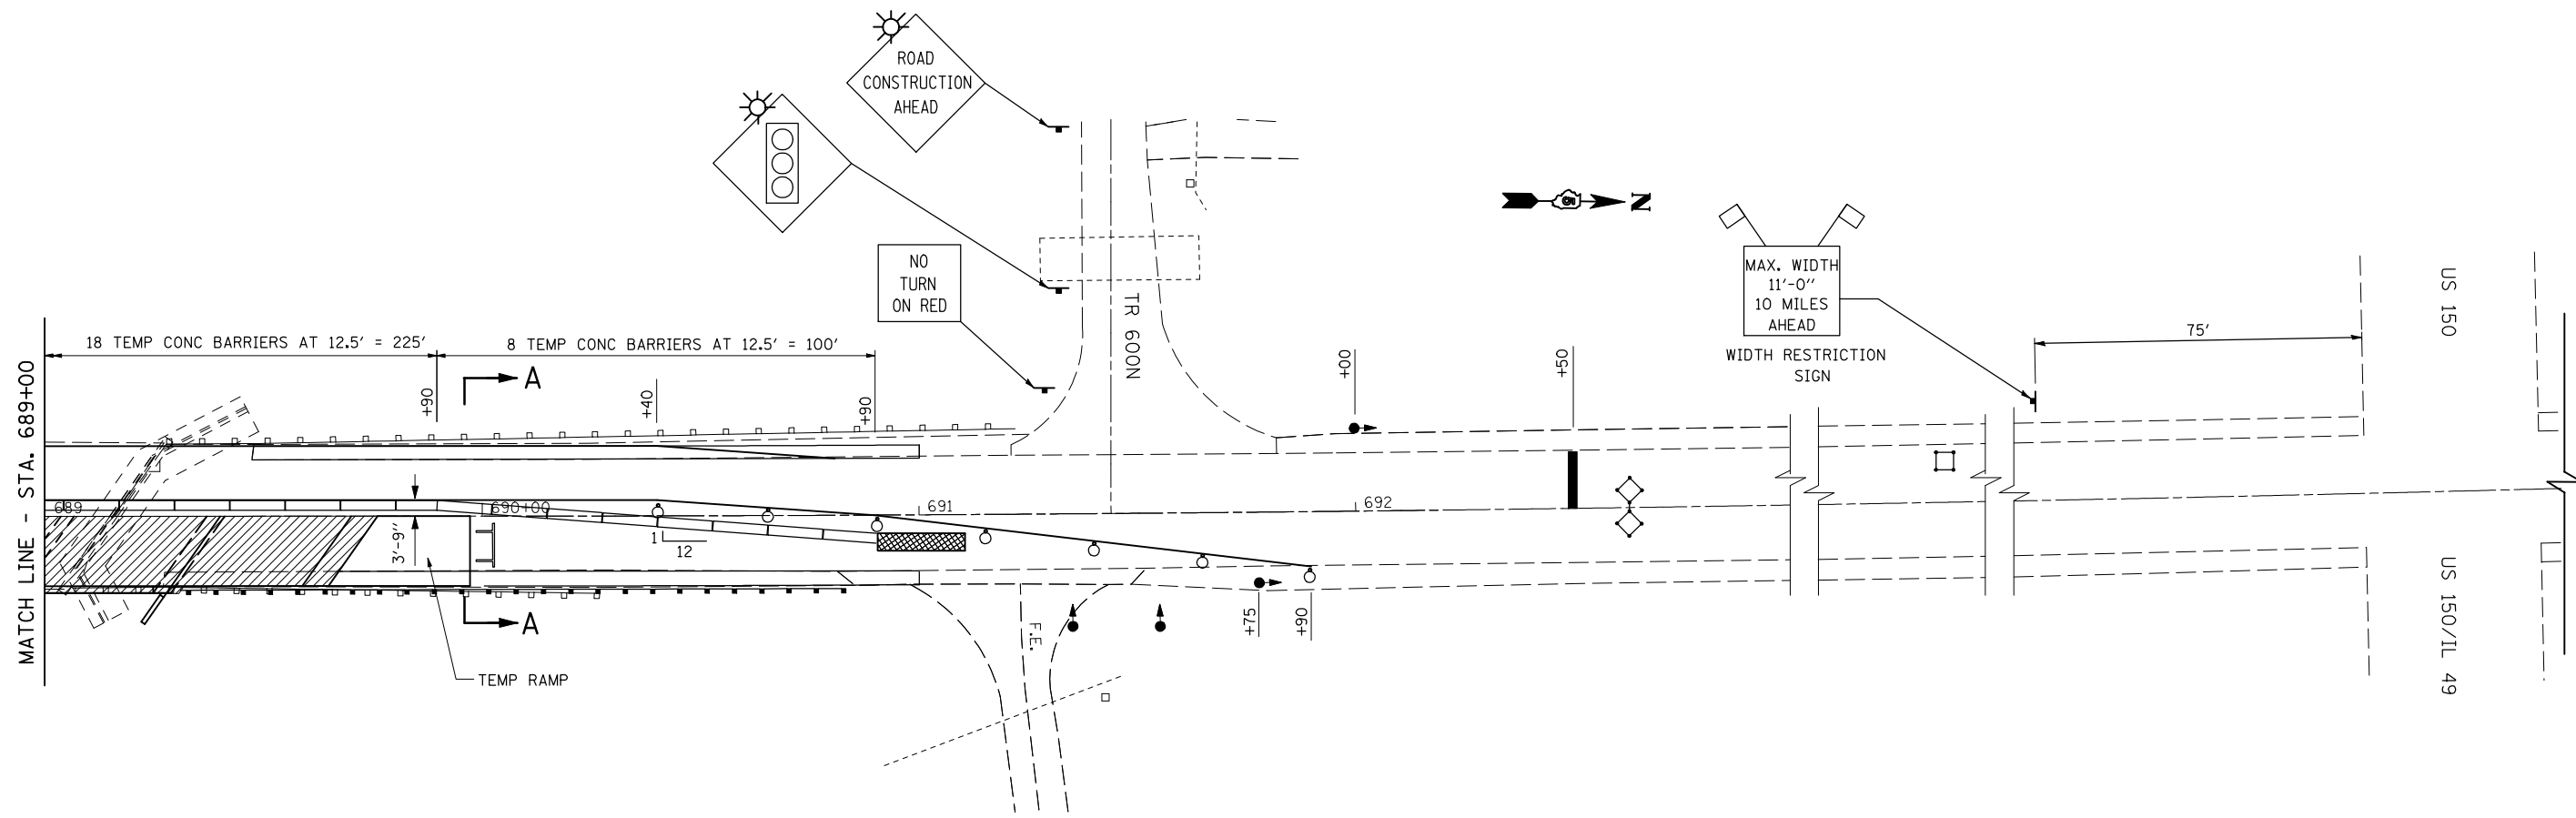 ROAD
CONSTRUCTION
AHEAD
NO
TURN
ON RED
TR 600N
N
MAX. WIDTH
11'-0"
10 MILES
AHEAD
WIDTH RESTRICTION
SIGN
75'
US 150
US 150/IL 49
MATCH LINE - STA. 689+00
18 TEMP CONC BARRIERS AT 12.5' = 225'
8 TEMP CONC BARRIERS AT 12.5' = 100'
+90
A
+40
+90
+00
+50
689
690+00
691
692
3'-9"
1
12
A
TEMP RAMP
F.E.
+75
+90